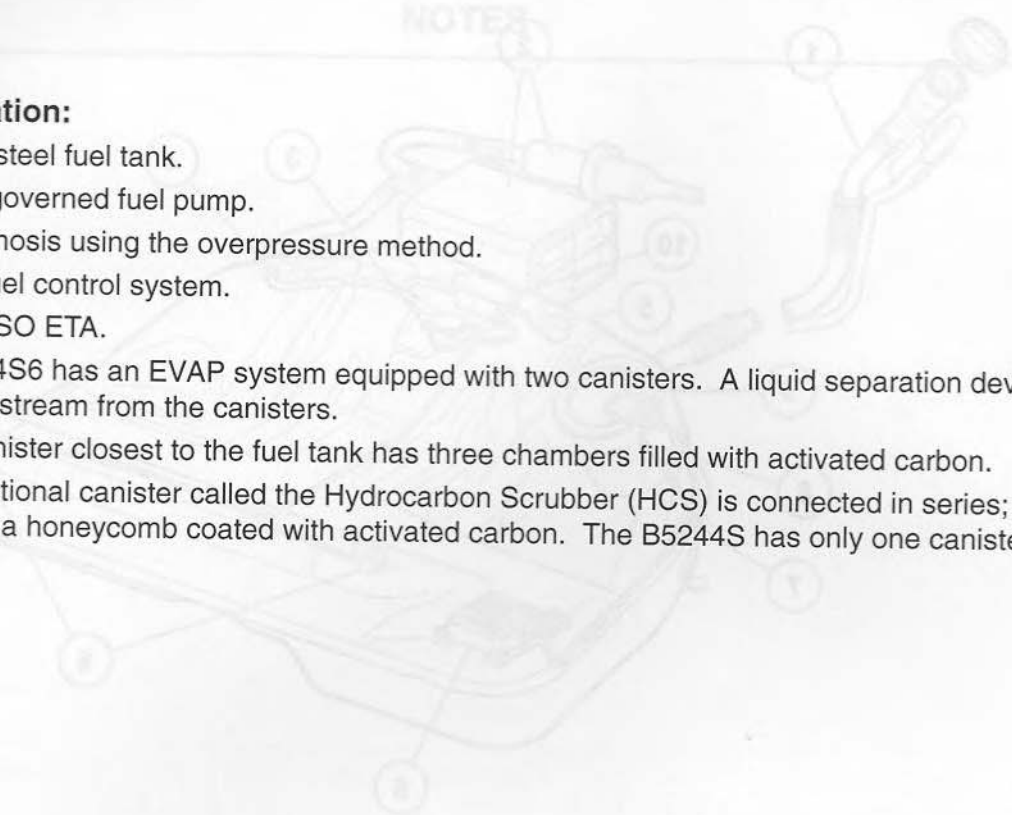 NOTES
ation:
steel fuel tank.
governed fuel pump.
nosis using the overpressure method.
el control system.
SO ETA.
4S6 has an EVAP system equipped with two canisters. A liquid separation dev
stream from the canisters.
nister closest to the fuel tank has three chambers filled with activated carbon.
tional canister called the Hydrocarbon Scrubber (HCS) is connected in series;
a honeycomb coated with activated carbon. The B5244S has only one caniste